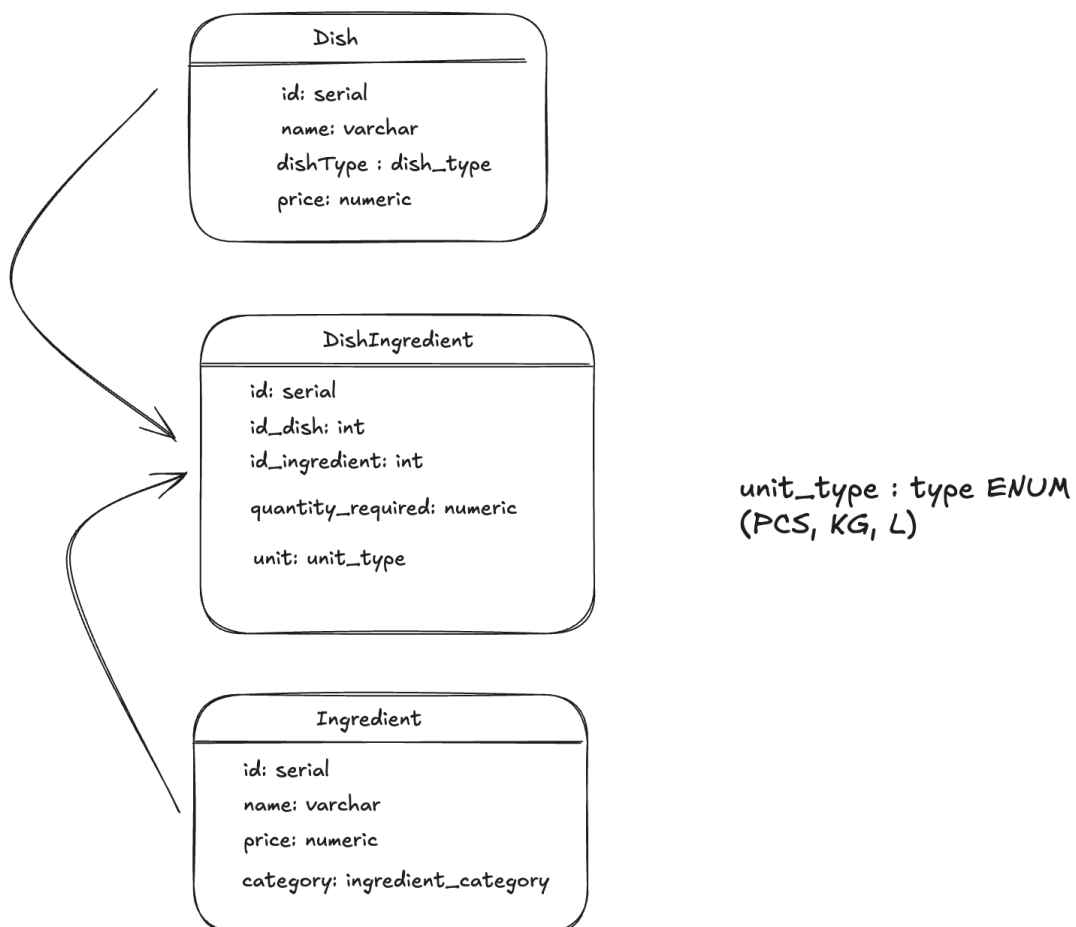 Dish
id: serial
name: varchar
dishType : dish_type
price: numeric
DishIngredient
id: serial
id_dish: int
id_ingredient: int
quantity_required: numeric
unit: unit_type
unit_type : type ENUM
(PCS, KG, L)
Ingredient
id: serial
name: varchar
price: numeric
category: ingredient_category